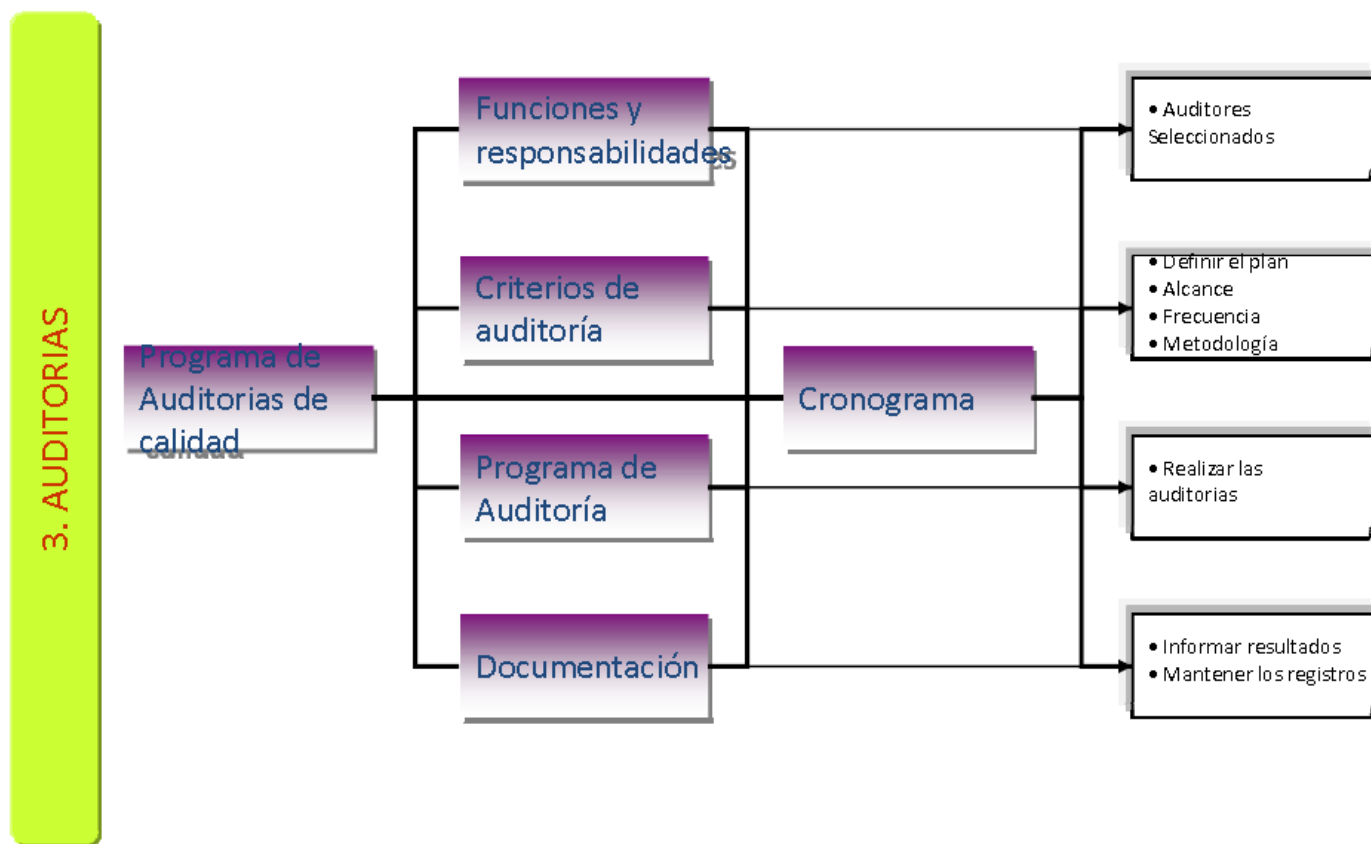 3. AUDITORIAS
Programa de
Auditorias de
calidad
Funciones y
responsabilidades
Criterios de
auditoría
Programa de
Auditoría
Documentación
Cronograma
• Auditores
Seleccionados
• Definir el plan
• Alcance
• Frecuencia
• Metodología
• Realizar las
auditorias
• Informar resultados
• Mantener los registros